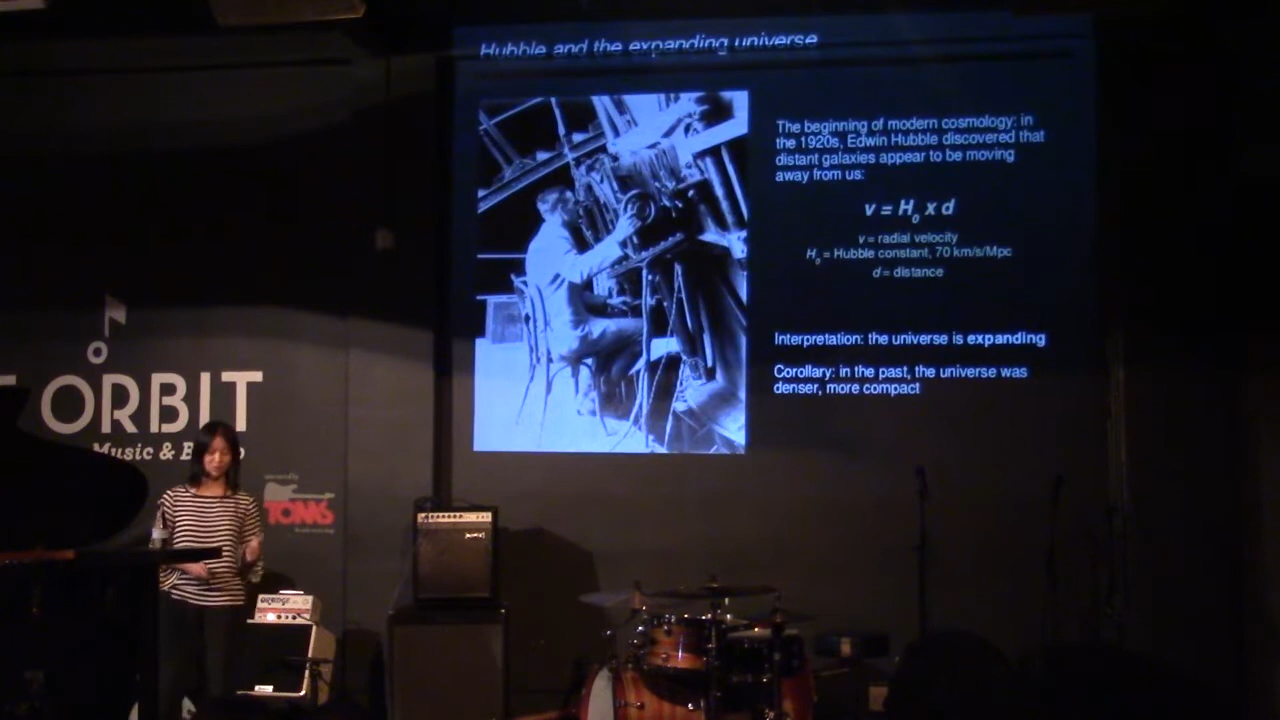 Hubble and the expanding universe
The beginning of modern cosmology: in
the 1920s, Edwin Hubble discovered that
distant galaxies appear to be moving
away from us:
v = H₀ x d
v = radial velocity
H₀ = Hubble constant, 70 km/s/Mpc
d = distance
Interpretation: the universe is expanding
Corollary: in the past, the universe was
denser, more compact
ORBIT
Music &
TOMS
ORANGE